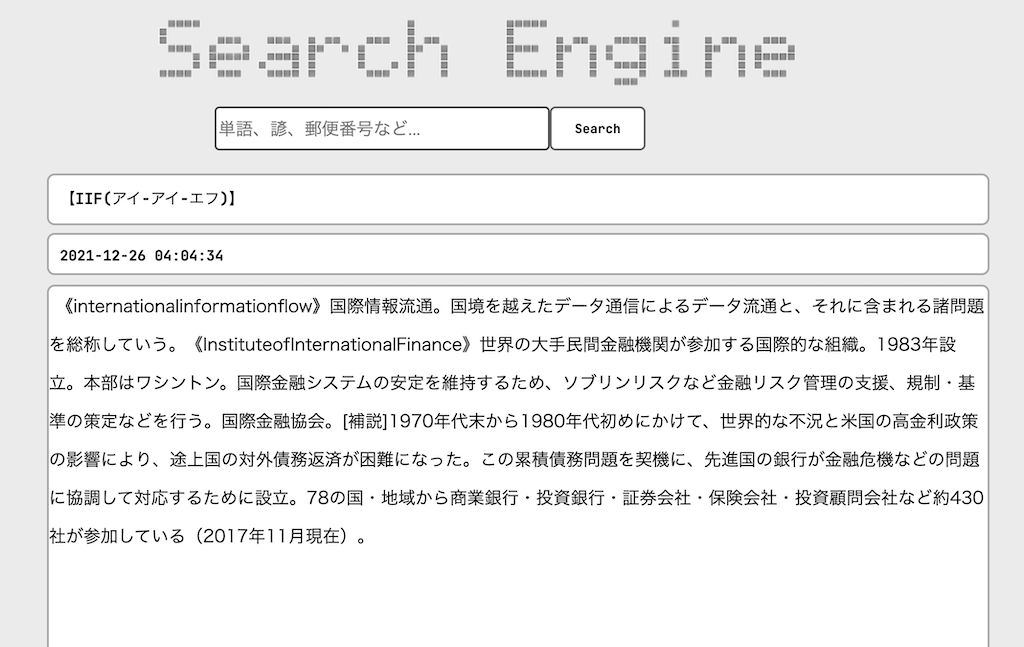 Search Engine
単語、諺、郵便番号など...
Search
【IIF(アイ-アイ-エフ)】
2021-12-26 04:04:34
《internationalinformationflow》国際情報流通。国境を越えたデータ通信によるデータ流通と、それに含まれる諸問題
を総称していう。《InstituteofInternationalFinance》世界の大手民間金融機関が参加する国際的な組織。1983年設
立。本部はワシントン。国際金融システムの安定を維持するため、ソブリンリスクなど金融リスク管理の支援、規制・基
準の策定などを行う。国際金融協会。[補説]1970年代末から1980年代初めにかけて、世界的な不況と米国の高金利政策
の影響により、途上国の対外債務返済が困難になった。この累積債務問題を契機に、先進国の銀行が金融危機などの問題
に協調して対応するために設立。78の国・地域から商業銀行・投資銀行・証券会社・保険会社・投資顧問会社など約430
社が参加している（2017年11月現在）。